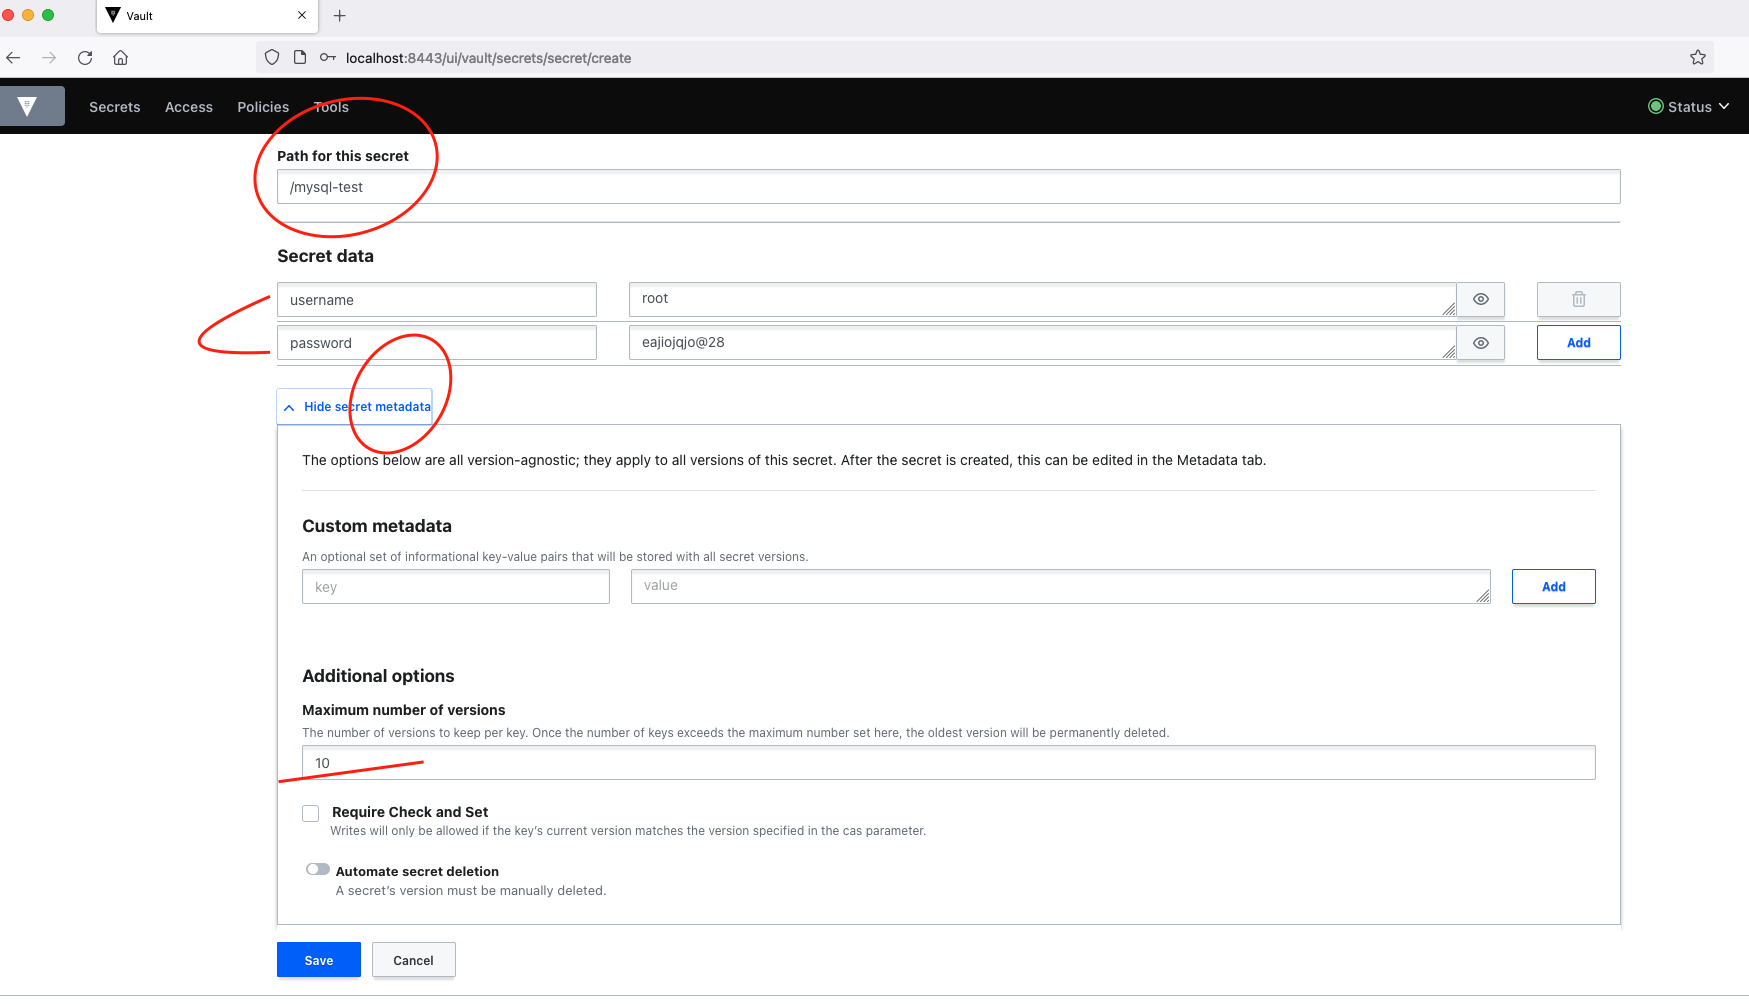 Vault
localhost:8443/ui/vault/secrets/secret/create
Secrets Access Policies Tools Status
Path for this secret
/mysql-test
Secret data
username root
password eajiojqjo@28 Add
Hide secret metadata
The options below are all version-agnostic; they apply to all versions of this secret. After the secret is created, this can be edited in the Metadata tab.
Custom metadata
An optional set of informational key-value pairs that will be stored with all secret versions.
key value Add
Additional options
Maximum number of versions
The number of versions to keep per key. Once the number of keys exceeds the maximum number set here, the oldest version will be permanently deleted.
10
Require Check and Set
Writes will only be allowed if the key's current version matches the version specified in the cas parameter.
Automate secret deletion
A secret's version must be manually deleted.
Save Cancel